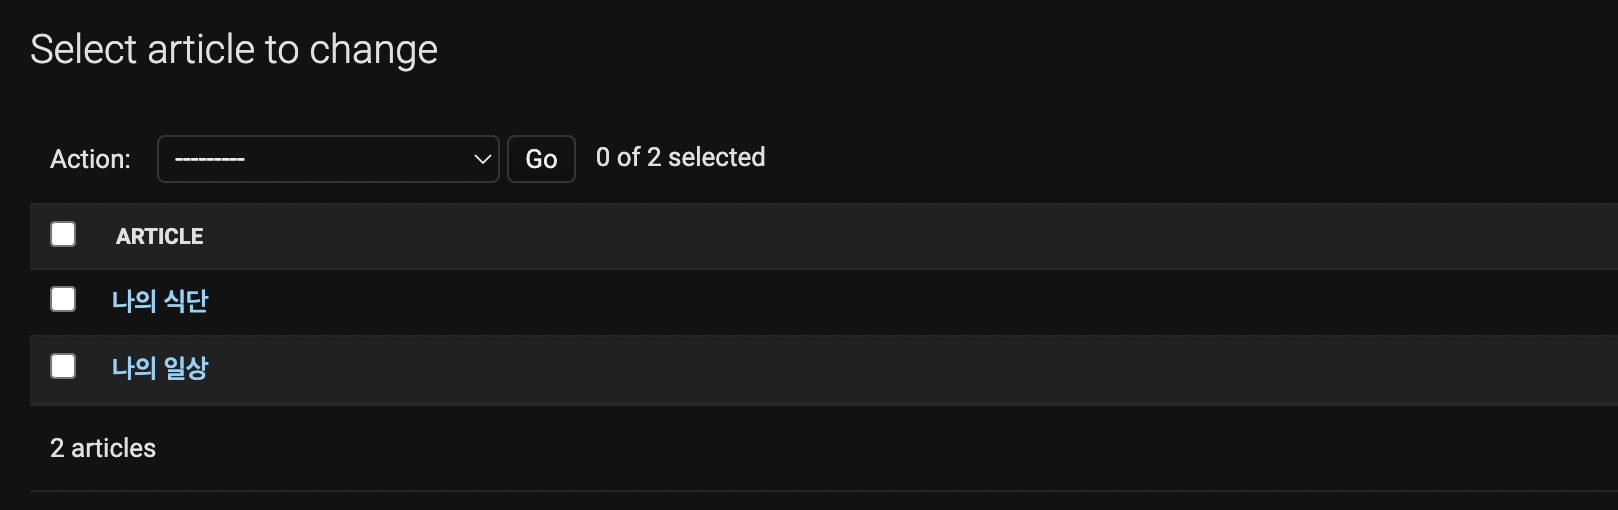 Select article to change
Action: --------- Go 0 of 2 selected
ARTICLE
나의 식단
나의 일상
2 articles